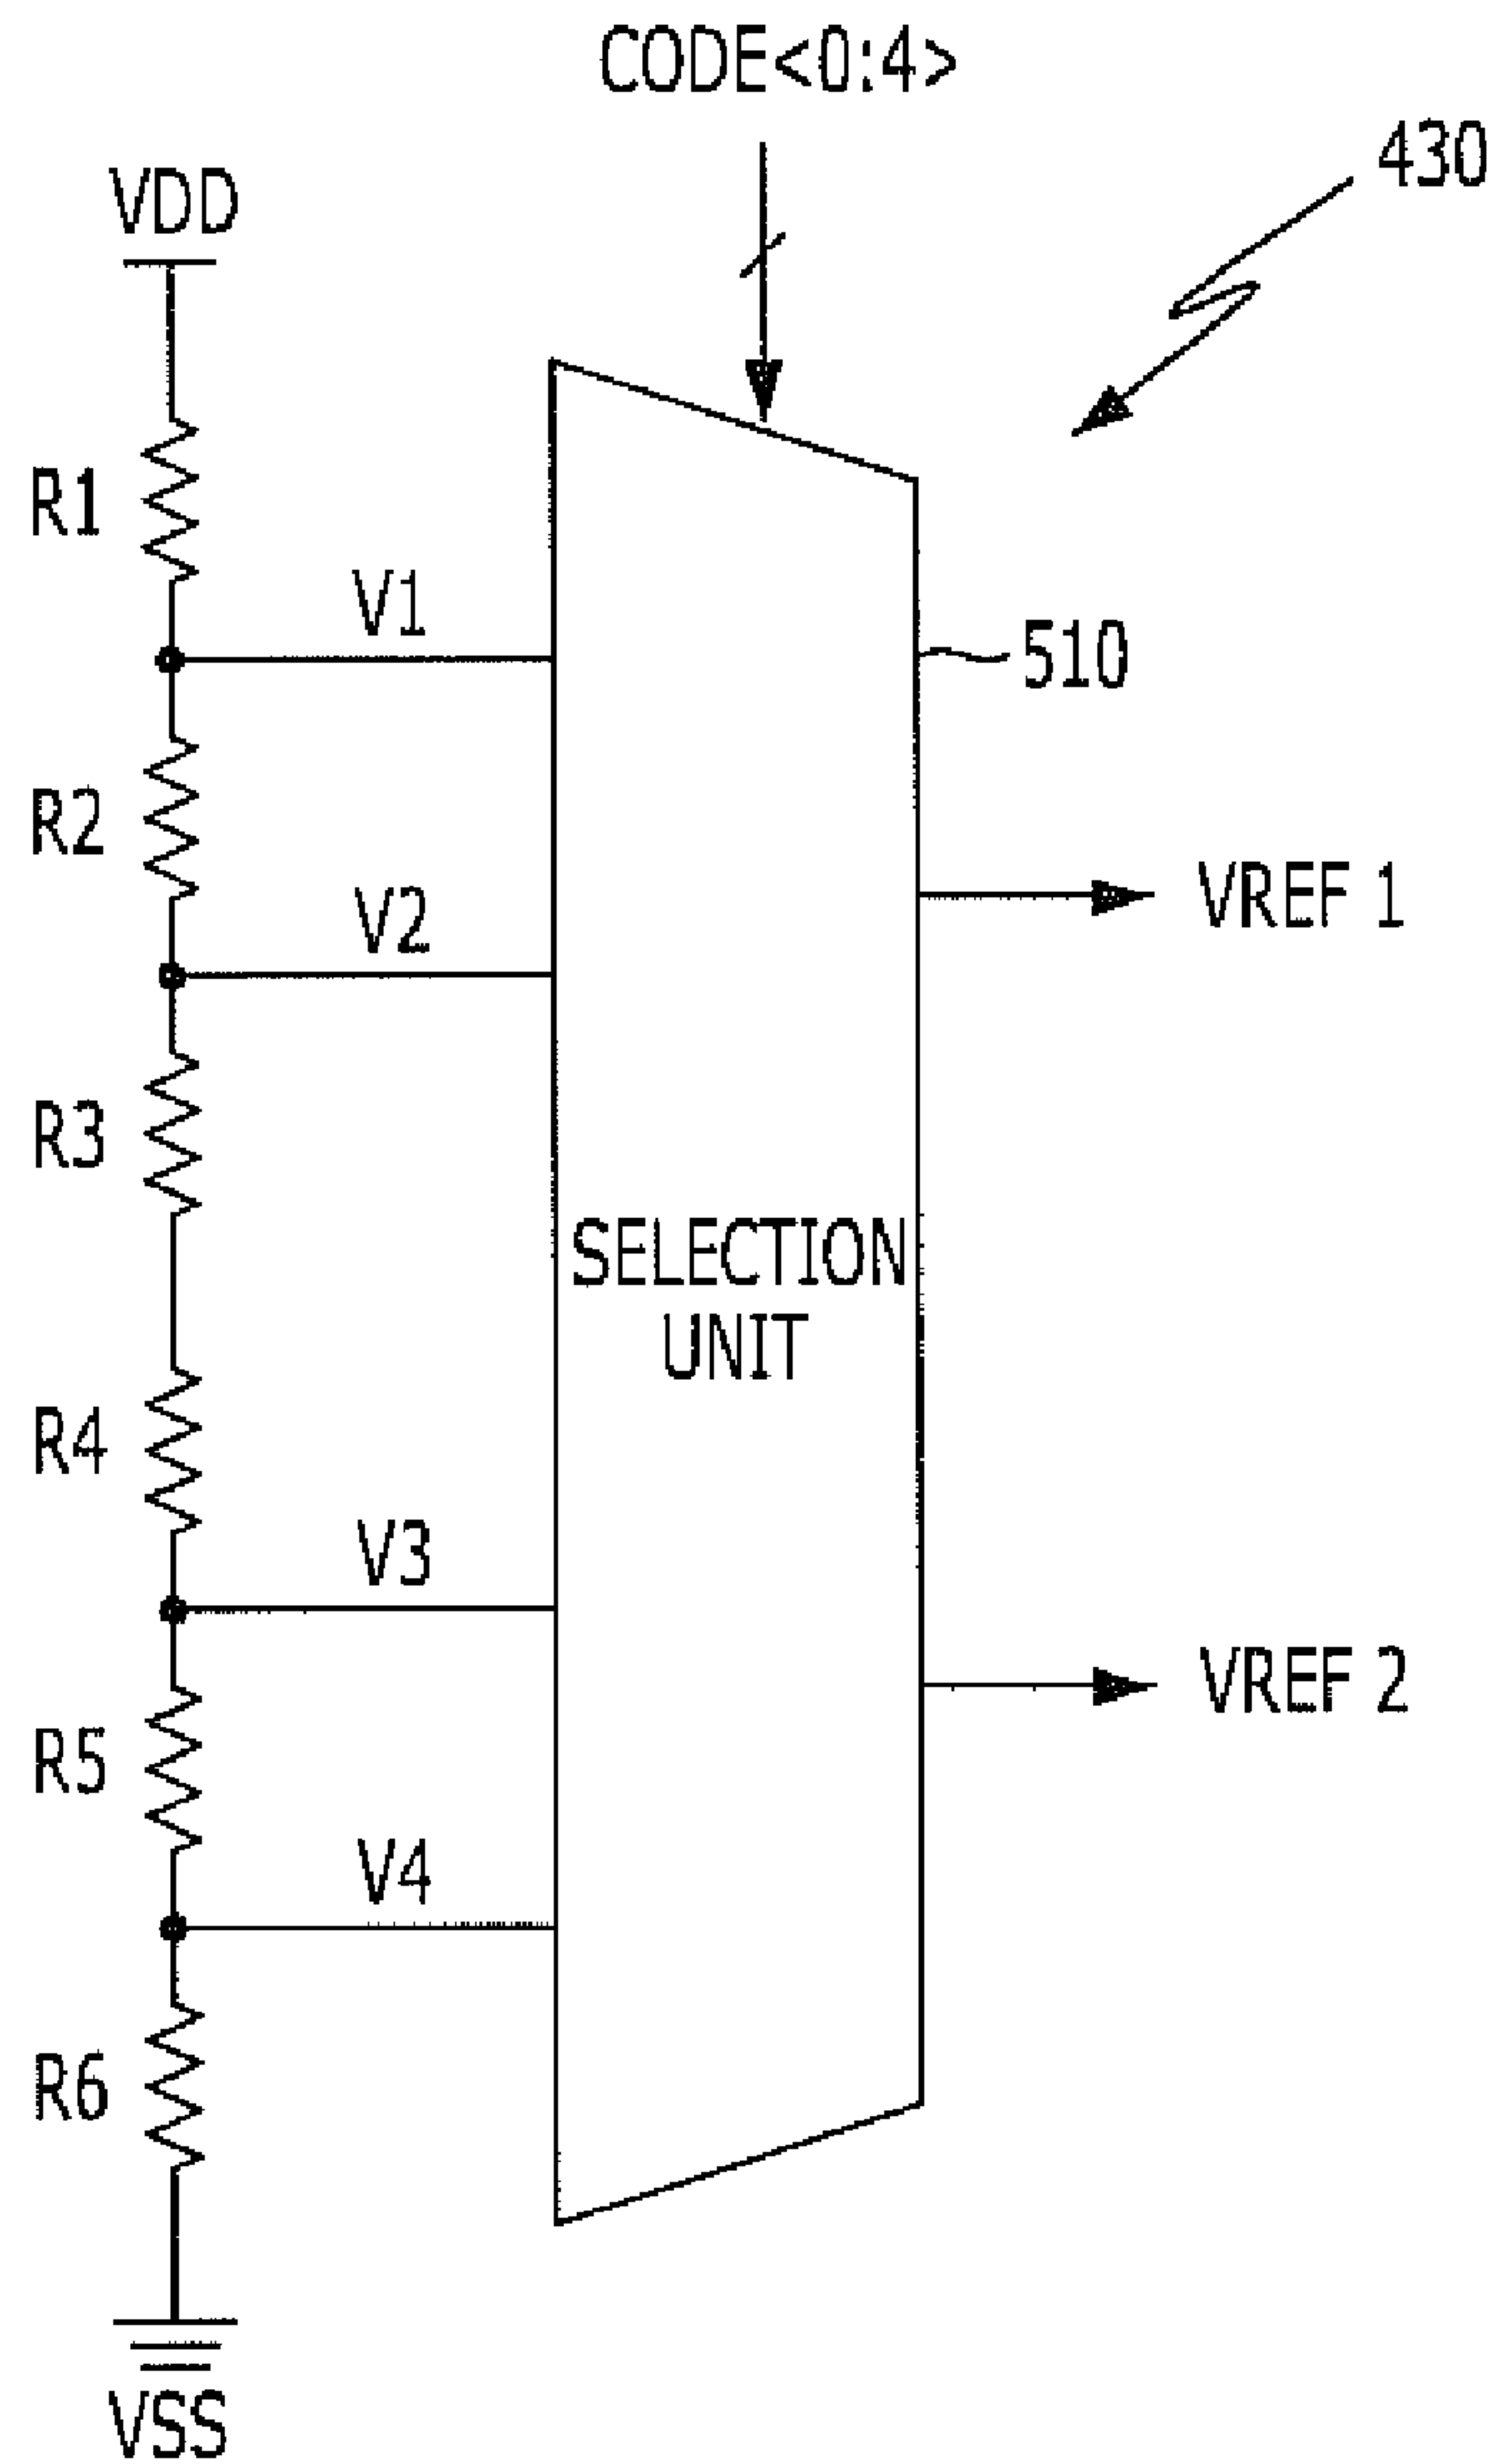 CODE<0:4>
430
VDD
R1
V1
510
R2
V2
VREF 1
R3
SELECTION
UNIT
R4
V3
VREF 2
R5
V4
R6
VSS